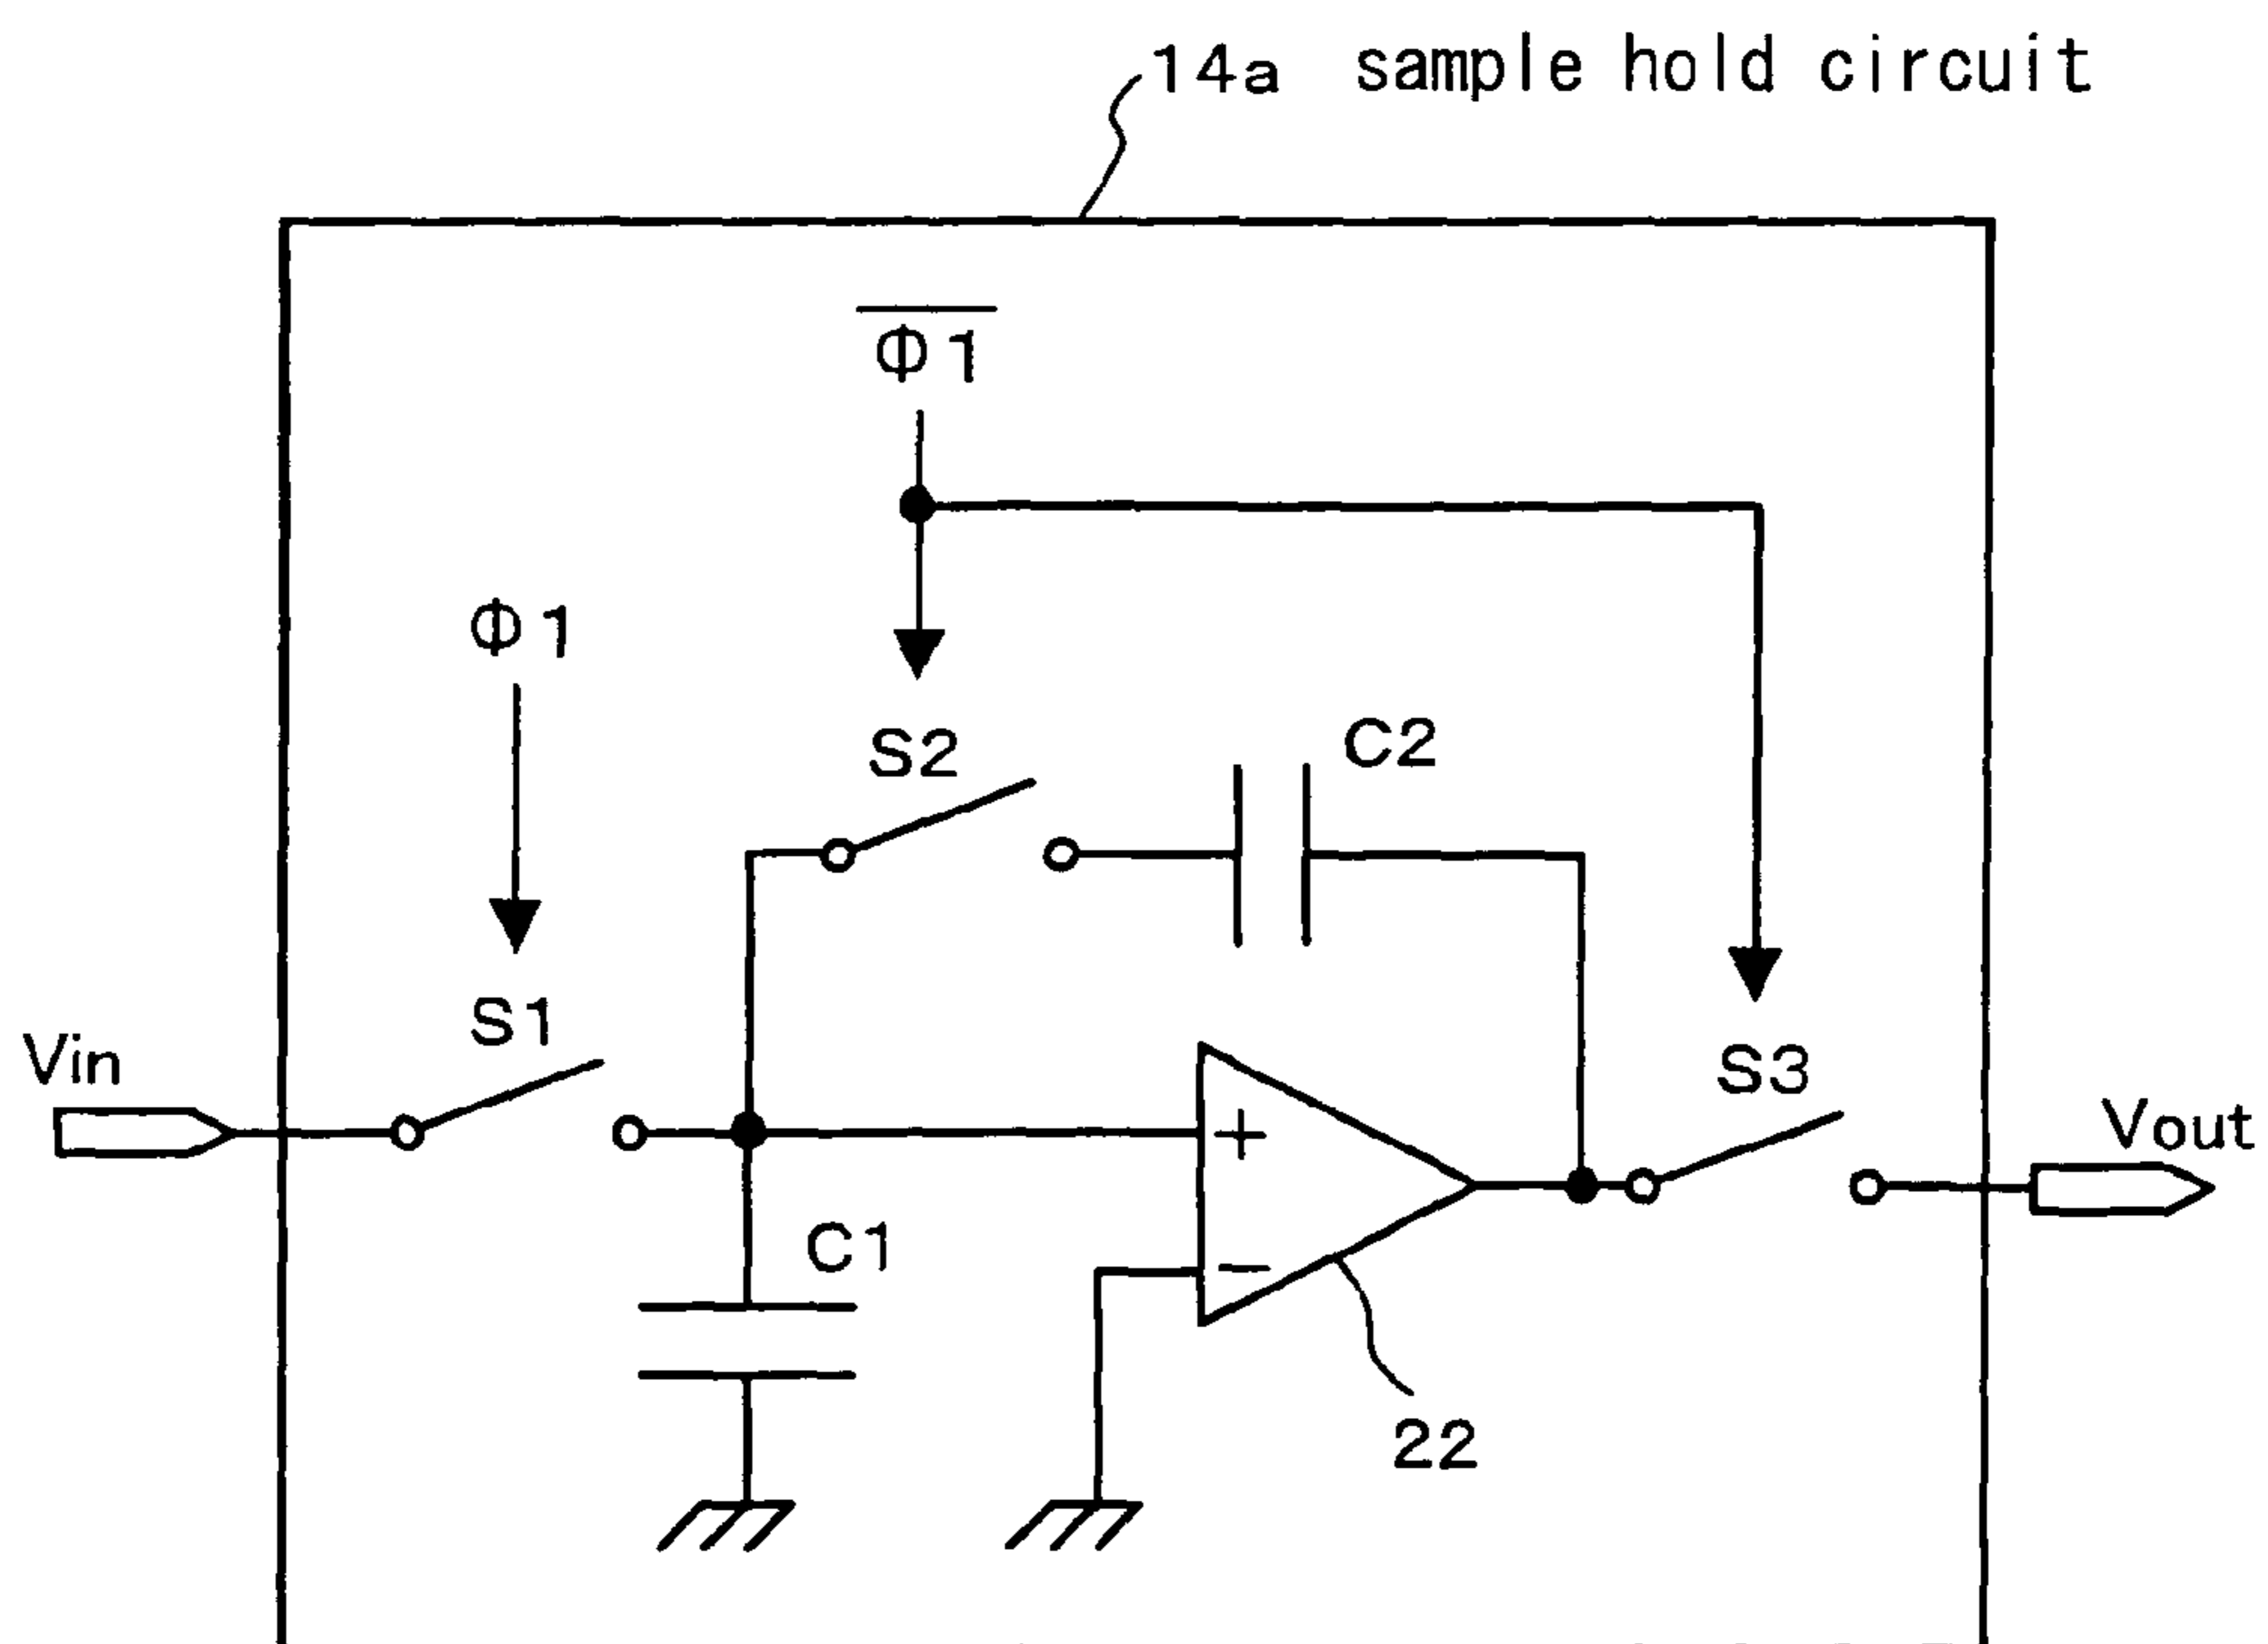 14a sample hold circuit
Φ1
Φ1
S2
C2
S1
Vin
S3
Vout
+
−
C1
22